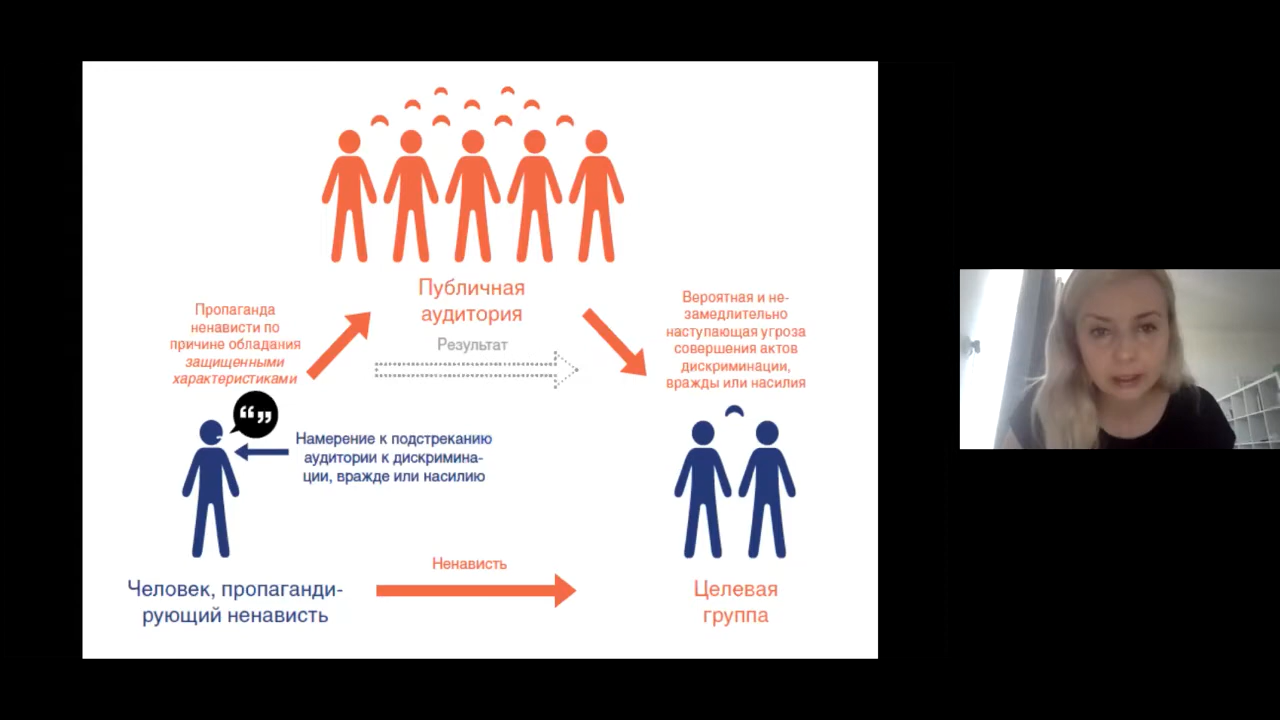 Публичная
аудитория
Пропаганда
ненависти по
причине обладания
защищенными
характеристиками
Результат
Вероятная и не-
замедлительно
наступающая угроза
совершения актов
дискриминации,
вражды или насилия
Намерение к подстреканию
аудитории к дискримина-
ции, вражде или насилию
Ненависть
Человек, пропаганди-
рующий ненависть
Целевая
группа